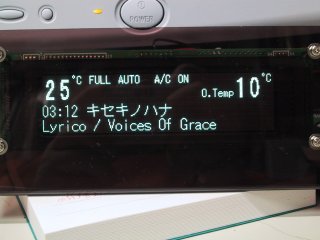 POWER
25°C FULL AUTO A/C ON O.Temp 10°C
03:12 キセキノハナ
Lyrico / Voices Of Grace